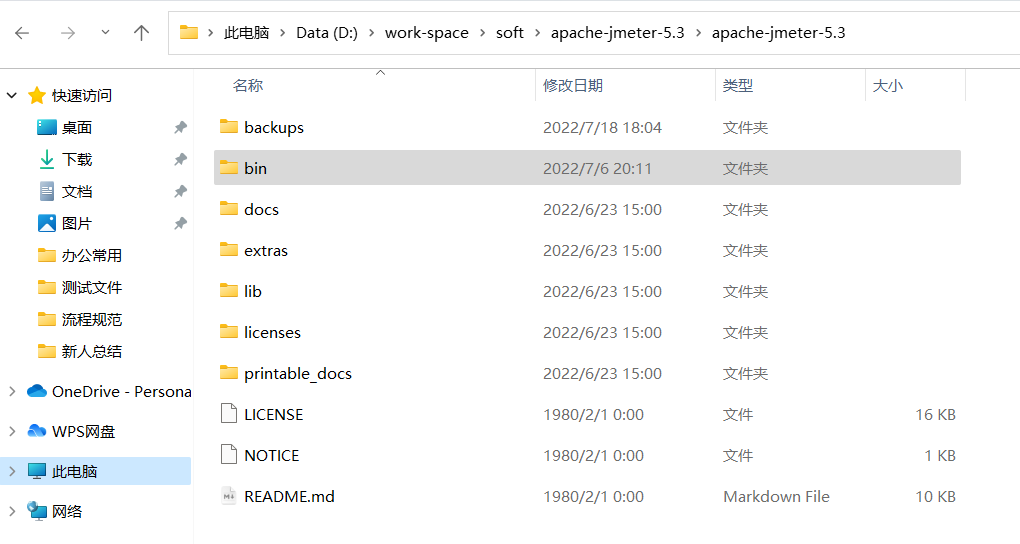 此电脑 › Data (D:) › work-space › soft › apache-jmeter-5.3 › apache-jmeter-5.3
快速访问
桌面
下载
文档
图片
办公常用
测试文件
流程规范
新人总结
OneDrive - Persona
WPS网盘
此电脑
网络
名称 修改日期 类型 大小
backups 2022/7/18 18:04 文件夹
bin 2022/7/6 20:11 文件夹
docs 2022/6/23 15:00 文件夹
extras 2022/6/23 15:00 文件夹
lib 2022/6/23 15:00 文件夹
licenses 2022/6/23 15:00 文件夹
printable_docs 2022/6/23 15:00 文件夹
LICENSE 1980/2/1 0:00 文件 16 KB
NOTICE 1980/2/1 0:00 文件 1 KB
README.md 1980/2/1 0:00 Markdown File 10 KB